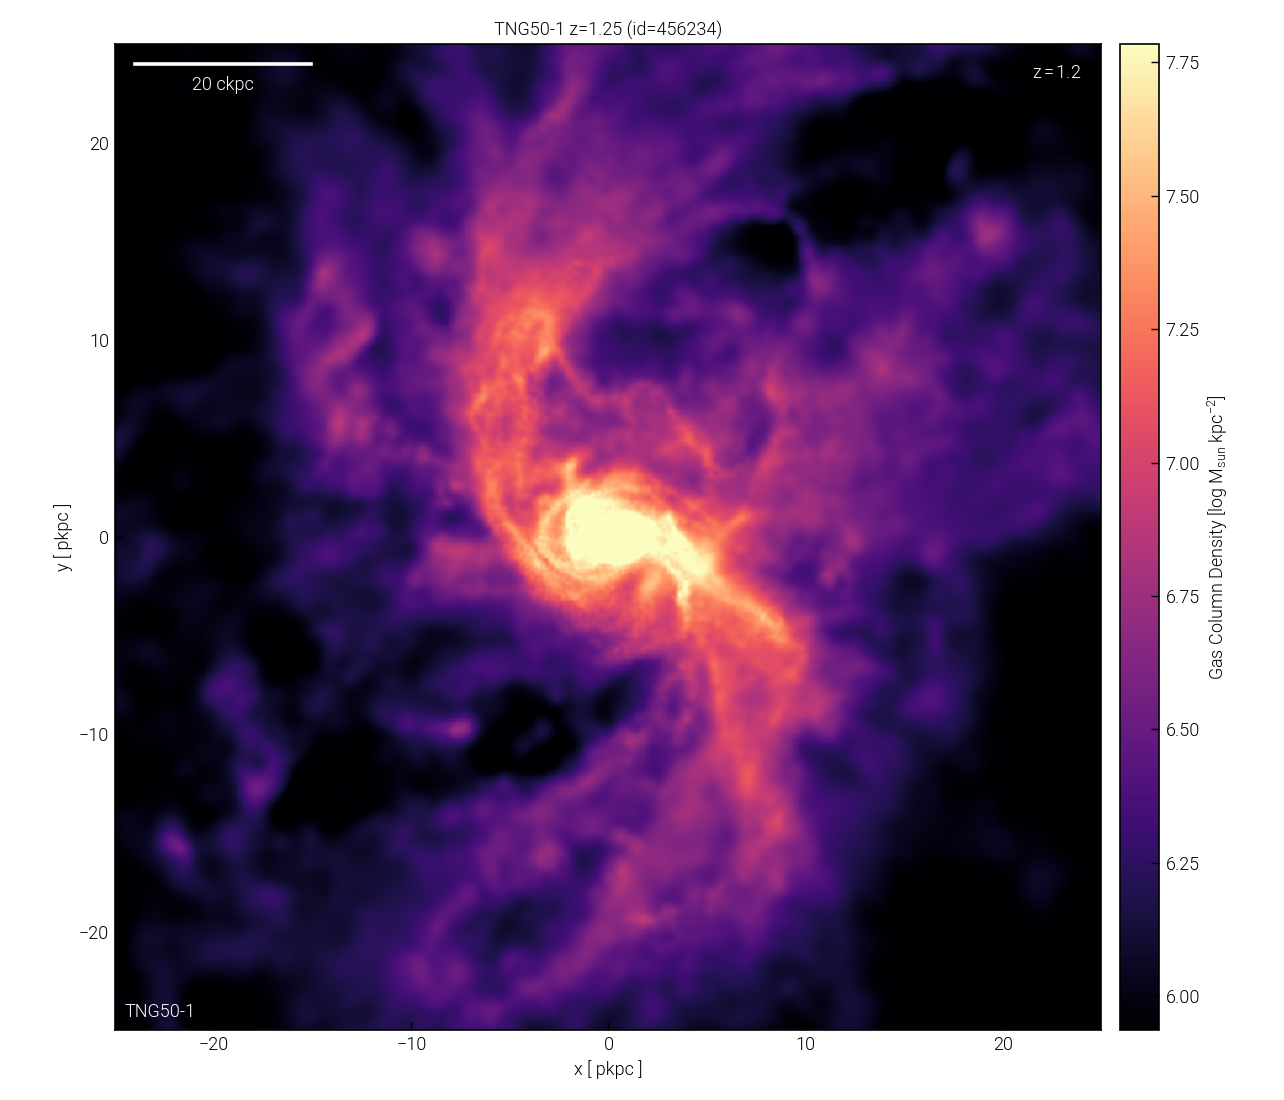 TNG50-1 z=1.25 (id=456234)
20 ckpc
z=1.2
TNG50-1
y [ pkpc ]
20
10
0
−10
−20
−20
−10
0
10
20
x [ pkpc ]
7.75
7.50
7.25
7.00
6.75
6.50
6.25
6.00
Gas Column Density [log M_sun kpc^−2]